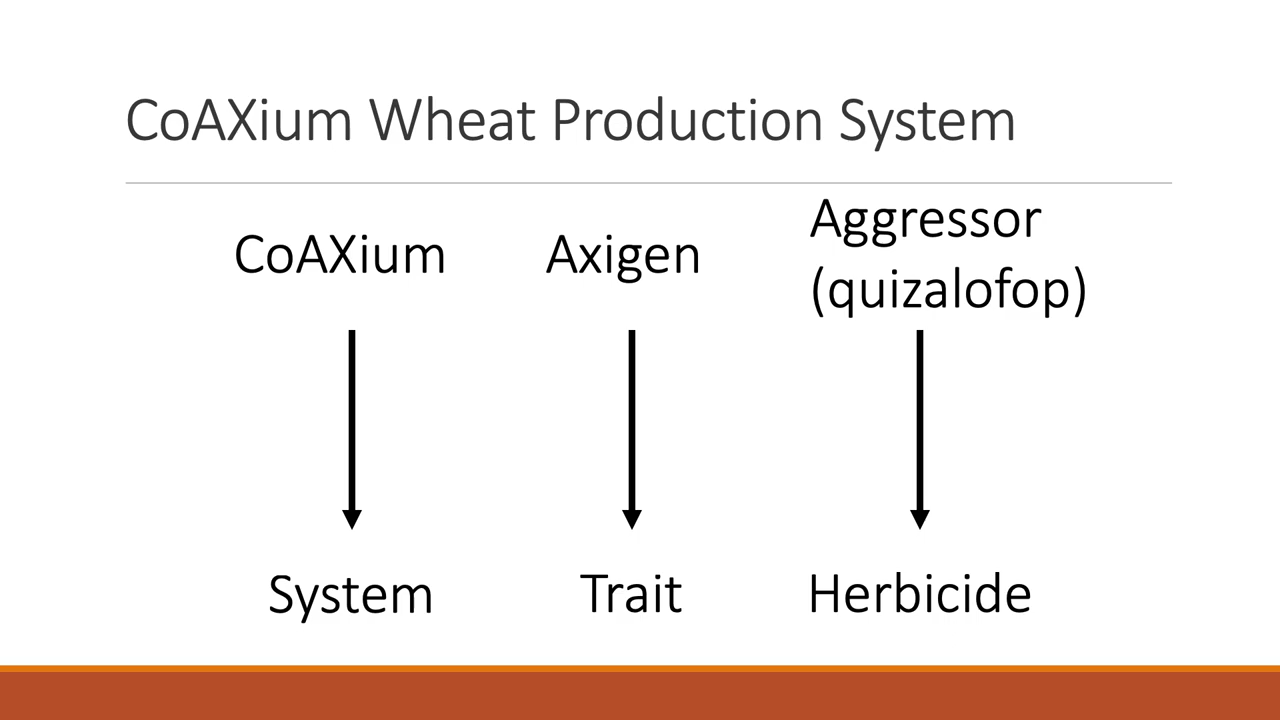 CoAXium Wheat Production System
CoAXium
Axigen
Aggressor
(quizalofop)
System
Trait
Herbicide